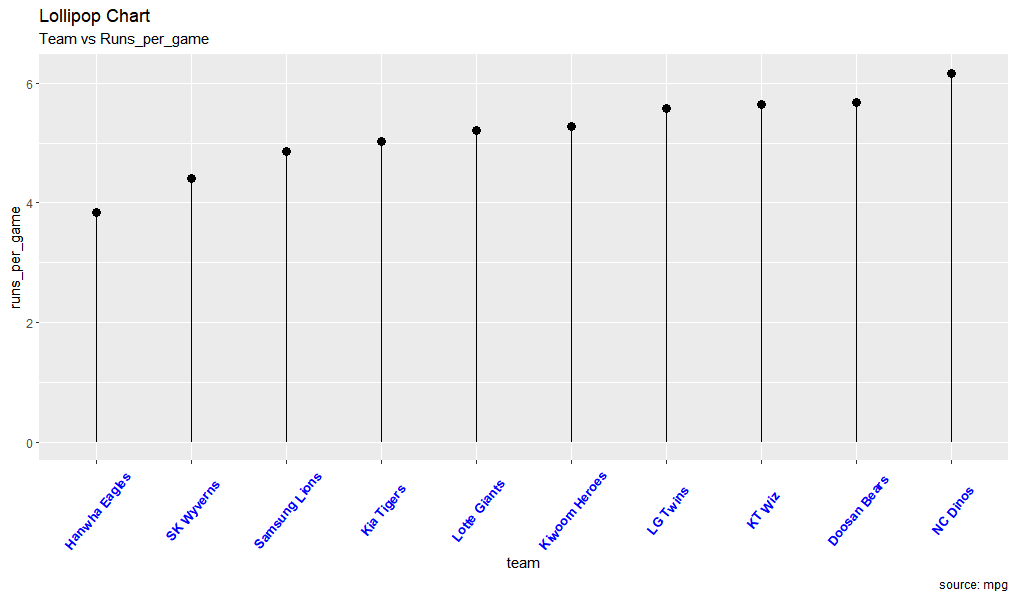 Lollipop Chart
Team vs Runs_per_game
runs_per_game
6
4
2
0
Hanwha Eagles
SK Wyverns
Samsung Lions
Kia Tigers
Lotte Giants
Kiwoom Heroes
LG Twins
KT Wiz
Doosan Bears
NC Dinos
team
source: mpg